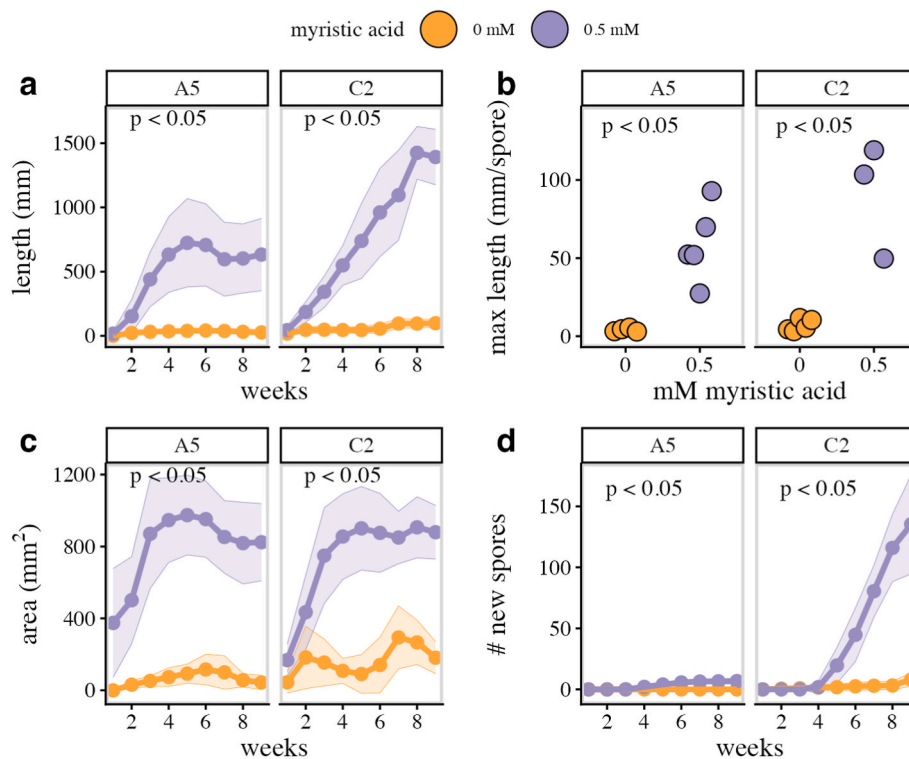 myristic acid 0 mM 0.5 mM
a
A5 C2
p < 0.05 p < 0.05
length (mm)
1500
1000
500
0
2 4 6 8 2 4 6 8
weeks
b
A5 C2
p < 0.05 p < 0.05
max length (mm/spore)
100
50
0
0 0.5 0 0.5
mM myristic acid
c
A5 C2
p < 0.05 p < 0.05
area (mm²)
1200
800
400
0
2 4 6 8 2 4 6 8
weeks
d
A5 C2
p < 0.05 p < 0.05
# new spores
150
100
50
0
2 4 6 8 2 4 6 8
weeks